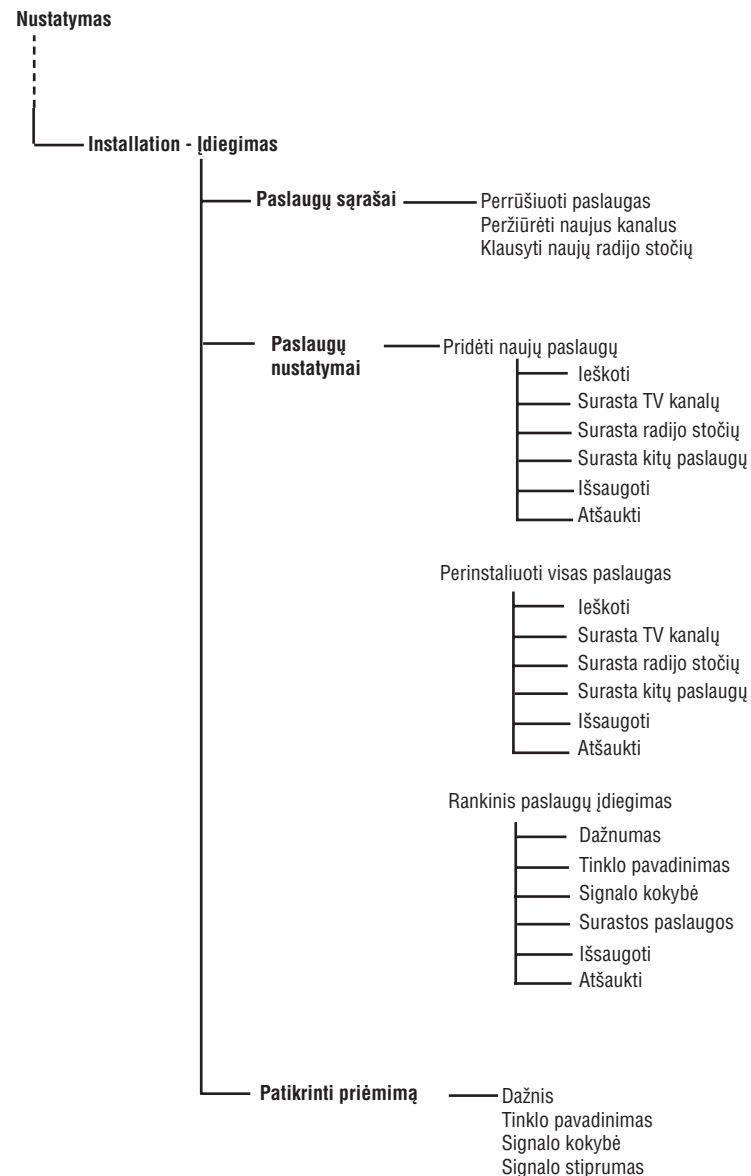 Nustatymas
Installation - Įdiegimas
Paslaugų sąrašai
Perrūšiuoti paslaugas
Peržiūrėti naujus kanalus
Klausyti naujų radijo stočių
Paslaugų
nustatymai
Pridėti naujų paslaugų
Ieškoti
Surasta TV kanalų
Surasta radijo stočių
Surasta kitų paslaugų
Išsaugoti
Atšaukti
Perinstaliuoti visas paslaugas
Ieškoti
Surasta TV kanalų
Surasta radijo stočių
Surasta kitų paslaugų
Išsaugoti
Atšaukti
Rankinis paslaugų įdiegimas
Dažnumas
Tinklo pavadinimas
Signalo kokybė
Surastos paslaugos
Išsaugoti
Atšaukti
Patikrinti priėmimą
Dažnis
Tinklo pavadinimas
Signalo kokybė
Signalo stiprumas